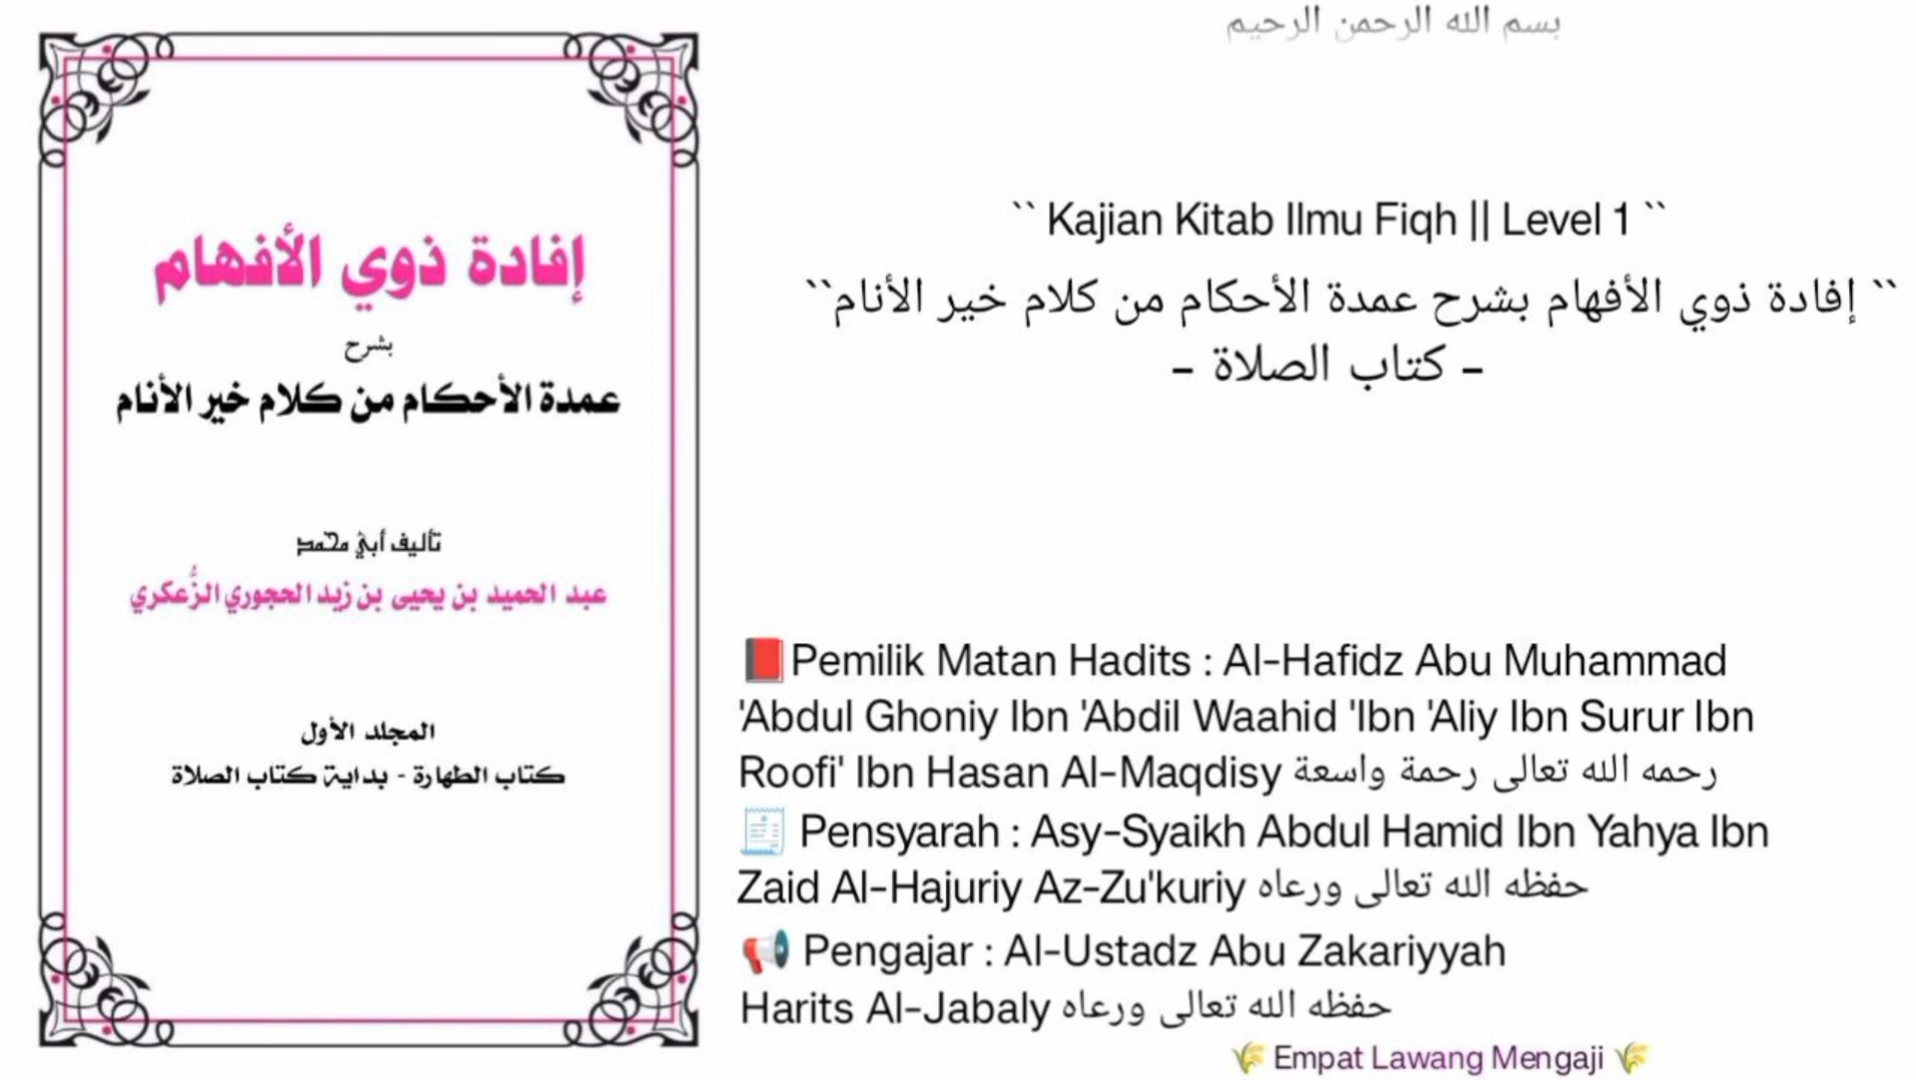 إفادة ذوي الأفهام
بشرح
عمدة الأحكام من كلام خير الأنام
تأليف أبي محمد
عبد الحميد بن يحيى بن زيد الحجوري الزُّعكري
المجلد الأول
كتاب الطهارة - بداية كتاب الصلاة
بسم الله الرحمن الرحيم
`` Kajian Kitab Ilmu Fiqh || Level 1 ``
`` إفادة ذوي الأفهام بشرح عمدة الأحكام من كلام خير الأنام``
- كتاب الصلاة -
📕Pemilik Matan Hadits : Al-Hafidz Abu Muhammad
'Abdul Ghoniy Ibn 'Abdil Waahid 'Ibn 'Aliy Ibn Surur Ibn
Roofi' Ibn Hasan Al-Maqdisy رحمه الله تعالى رحمة واسعة
🧾 Pensyarah : Asy-Syaikh Abdul Hamid Ibn Yahya Ibn
Zaid Al-Hajuriy Az-Zu'kuriy حفظه الله تعالى ورعاه
📢 Pengajar : Al-Ustadz Abu Zakariyyah
Harits Al-Jabaly حفظه الله تعالى ورعاه
🌾 Empat Lawang Mengaji 🌾